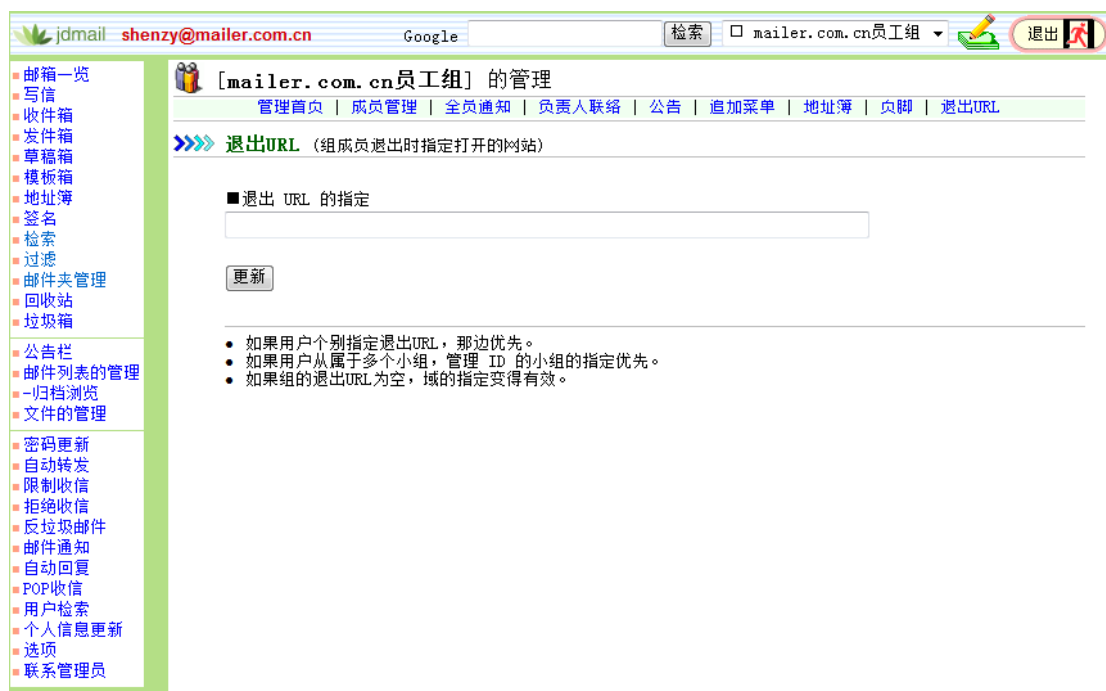 jdmail shenzy@mailer.com.cn Google 检索 口 mailer.com.cn员工组 退出
邮箱一览
写信
收件箱
发件箱
草稿箱
模板箱
地址簿
签名
检索
过滤
邮件夹管理
回收站
垃圾箱
公告栏
邮件列表的管理
-归档浏览
文件的管理
密码更新
自动转发
限制收信
拒绝收信
反垃圾邮件
邮件通知
自动回复
POP收信
用户检索
个人信息更新
选项
联系管理员
[mailer.com.cn员工组] 的管理
管理首页 | 成员管理 | 全员通知 | 负责人联络 | 公告 | 追加菜单 | 地址簿 | 页脚 | 退出URL
退出URL (组成员退出时指定打开的网站)
■退出 URL 的指定
更新
● 如果用户个别指定退出URL，那边优先。
● 如果用户从属于多个小组，管理 ID 的小组的指定优先。
● 如果组的退出URL为空，域的指定变得有效。